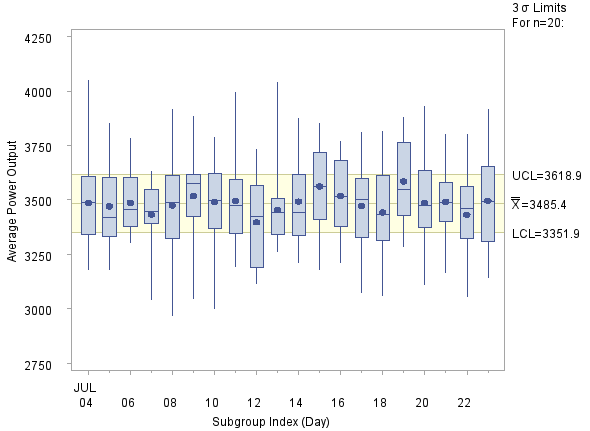 3 σ Limits
For n=20:
4250
4000
3750
3500
3250
3000
2750
Average Power Output
UCL=3618.9
X̿=3485.4
LCL=3351.9
JUL
04 06 08 10 12 14 16 18 20 22
Subgroup Index (Day)